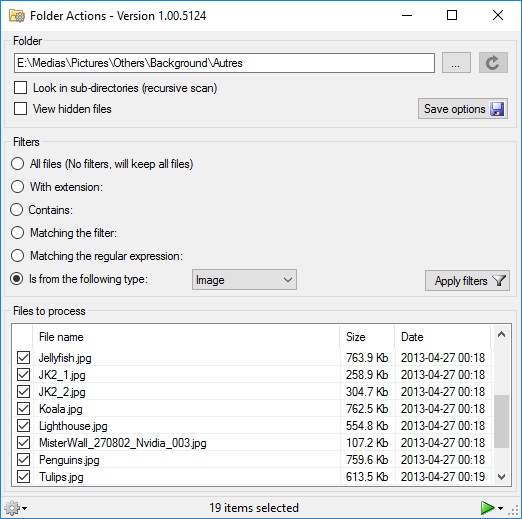 Folder Actions - Version 1.00.5124
Folder
E:\Medias\Pictures\Others\Background\Autres
...
Look in sub-directories (recursive scan)
View hidden files
Save options
Filters
All files (No filters, will keep all files)
With extension:
Contains:
Matching the filter:
Matching the regular expression:
Is from the following type: Image Apply filters
Files to process
File name Size Date
Jellyfish.jpg 763.9 Kb 2013-04-27 00:18
JK2_1.jpg 258.9 Kb 2013-04-27 00:18
JK2_2.jpg 304.7 Kb 2013-04-27 00:18
Koala.jpg 762.5 Kb 2013-04-27 00:18
Lighthouse.jpg 554.8 Kb 2013-04-27 00:18
MisterWall_270802_Nvidia_003.jpg 107.2 Kb 2013-04-27 00:18
Penguins.jpg 759.6 Kb 2013-04-27 00:18
Tulips.jpg 613.5 Kb 2013-04-27 00:19
19 items selected